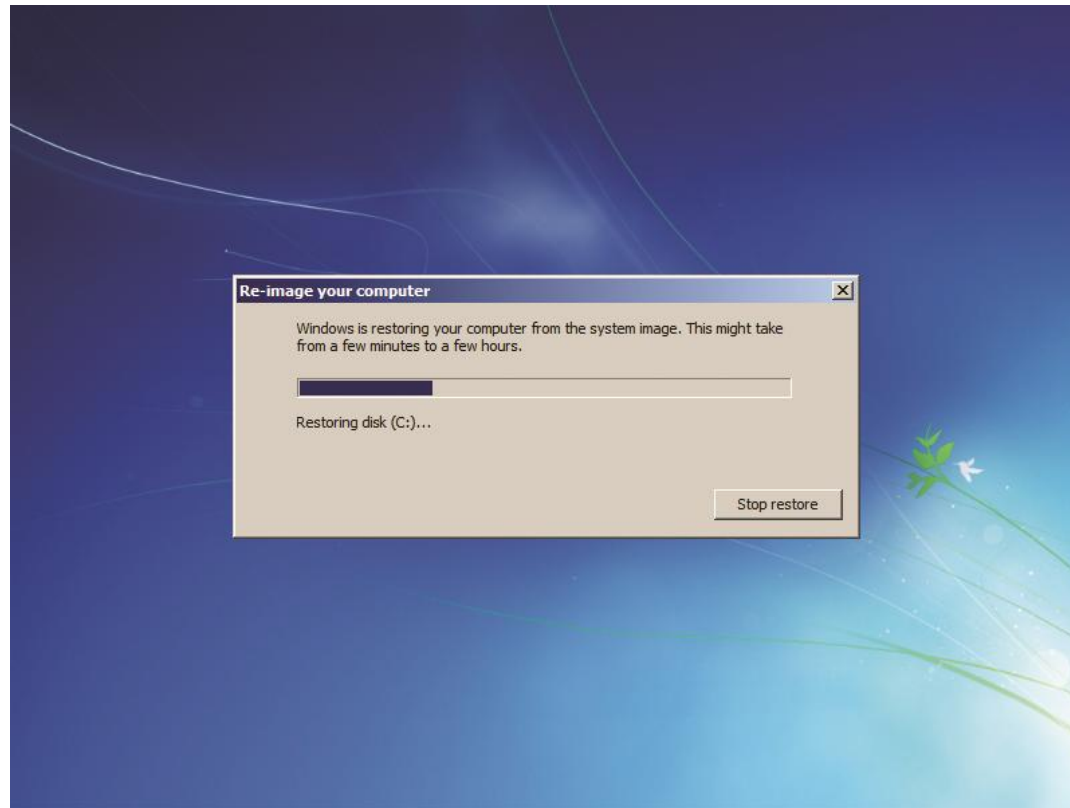 Re-image your computer
Windows is restoring your computer from the system image. This might take
from a few minutes to a few hours.
Restoring disk (C:)...
Stop restore